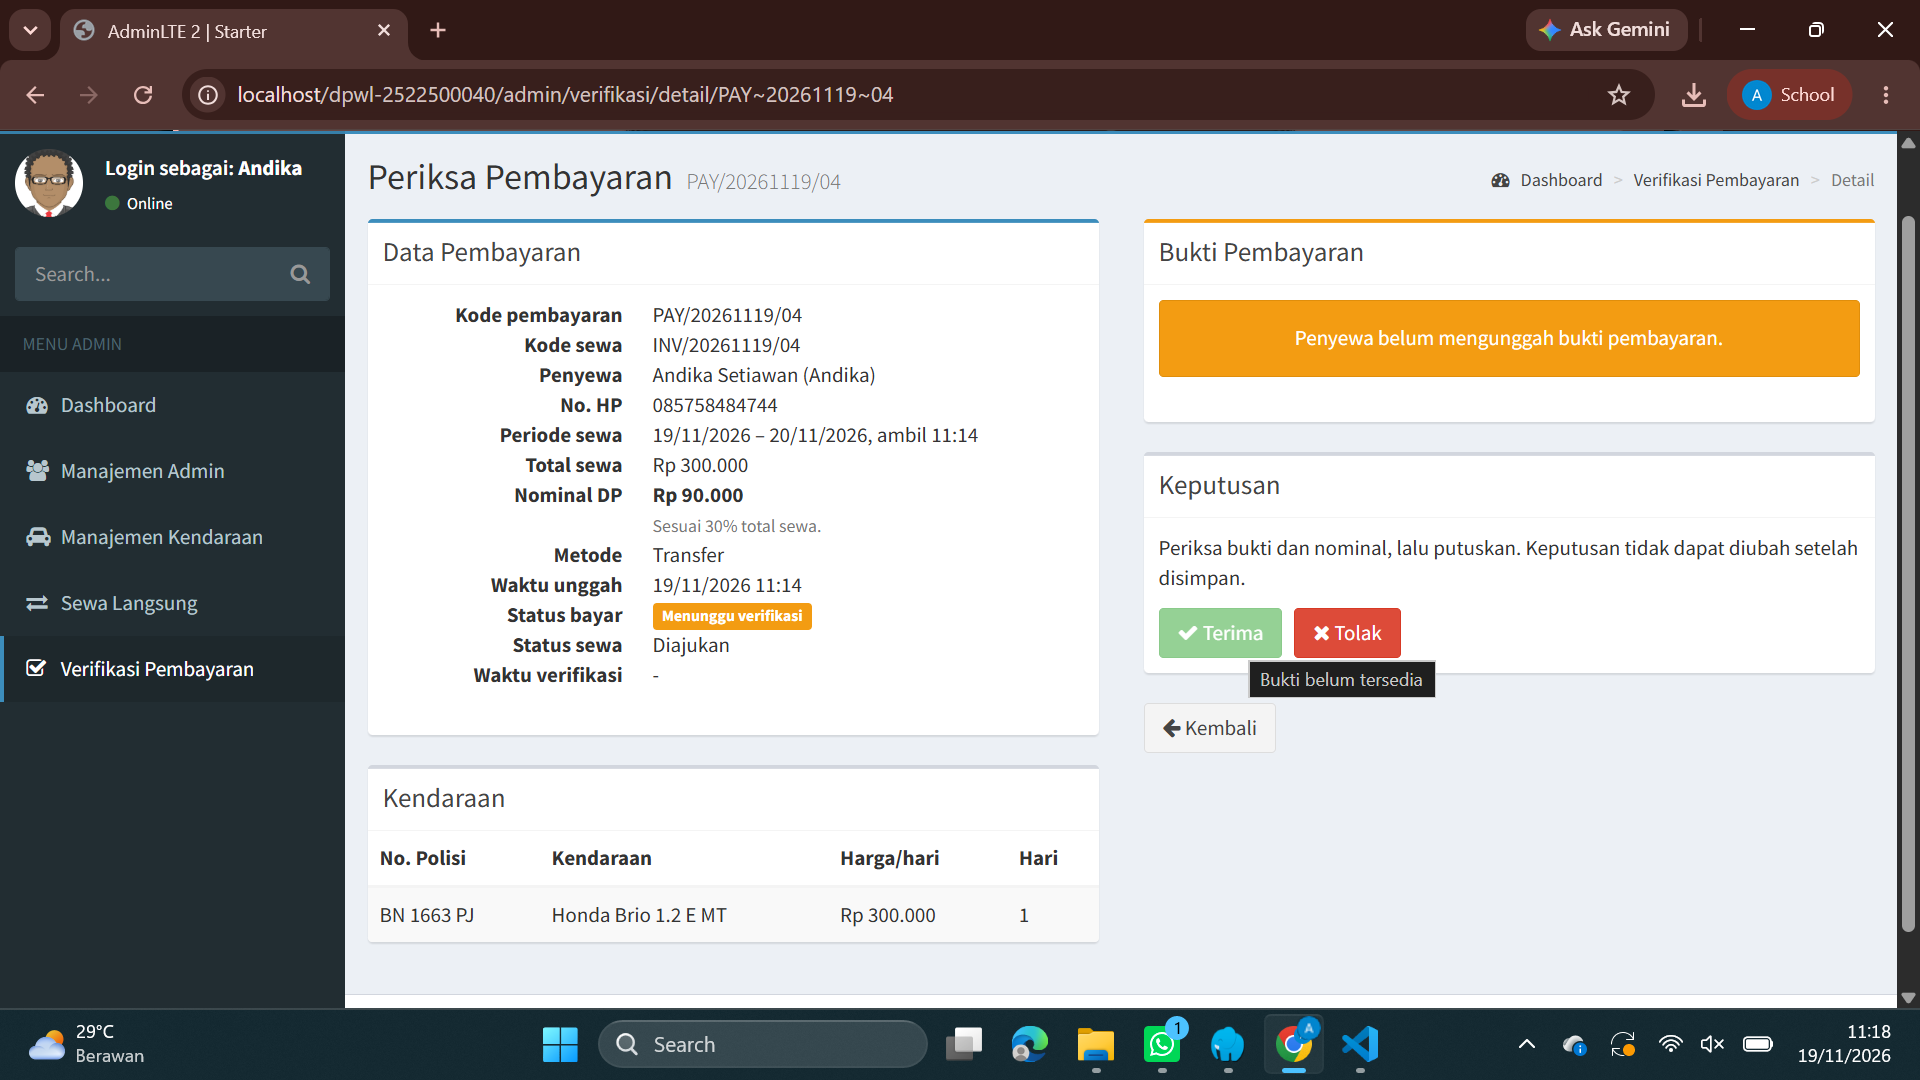 AdminLTE 2 | Starter
Ask Gemini
localhost/dpwl-2522500040/admin/verifikasi/detail/PAY~20261119~04
A School
Login sebagai: Andika
Online
Search...
MENU ADMIN
Dashboard
Manajemen Admin
Manajemen Kendaraan
Sewa Langsung
Verifikasi Pembayaran
Periksa Pembayaran PAY/20261119/04
Dashboard > Verifikasi Pembayaran > Detail
Data Pembayaran
Kode pembayaran PAY/20261119/04
Kode sewa INV/20261119/04
Penyewa Andika Setiawan (Andika)
No. HP 085758484744
Periode sewa 19/11/2026 – 20/11/2026, ambil 11:14
Total sewa Rp 300.000
Nominal DP Rp 90.000
Sesuai 30% total sewa.
Metode Transfer
Waktu unggah 19/11/2026 11:14
Status bayar Menunggu verifikasi
Status sewa Diajukan
Waktu verifikasi -
Kendaraan
No. Polisi Kendaraan Harga/hari Hari
BN 1663 PJ Honda Brio 1.2 E MT Rp 300.000 1
Bukti Pembayaran
Penyewa belum mengunggah bukti pembayaran.
Keputusan
Periksa bukti dan nominal, lalu putuskan. Keputusan tidak dapat diubah setelah
disimpan.
Terima Tolak
Bukti belum tersedia
Kembali
29°C
Berawan
Search
1
A
11:18
19/11/2026